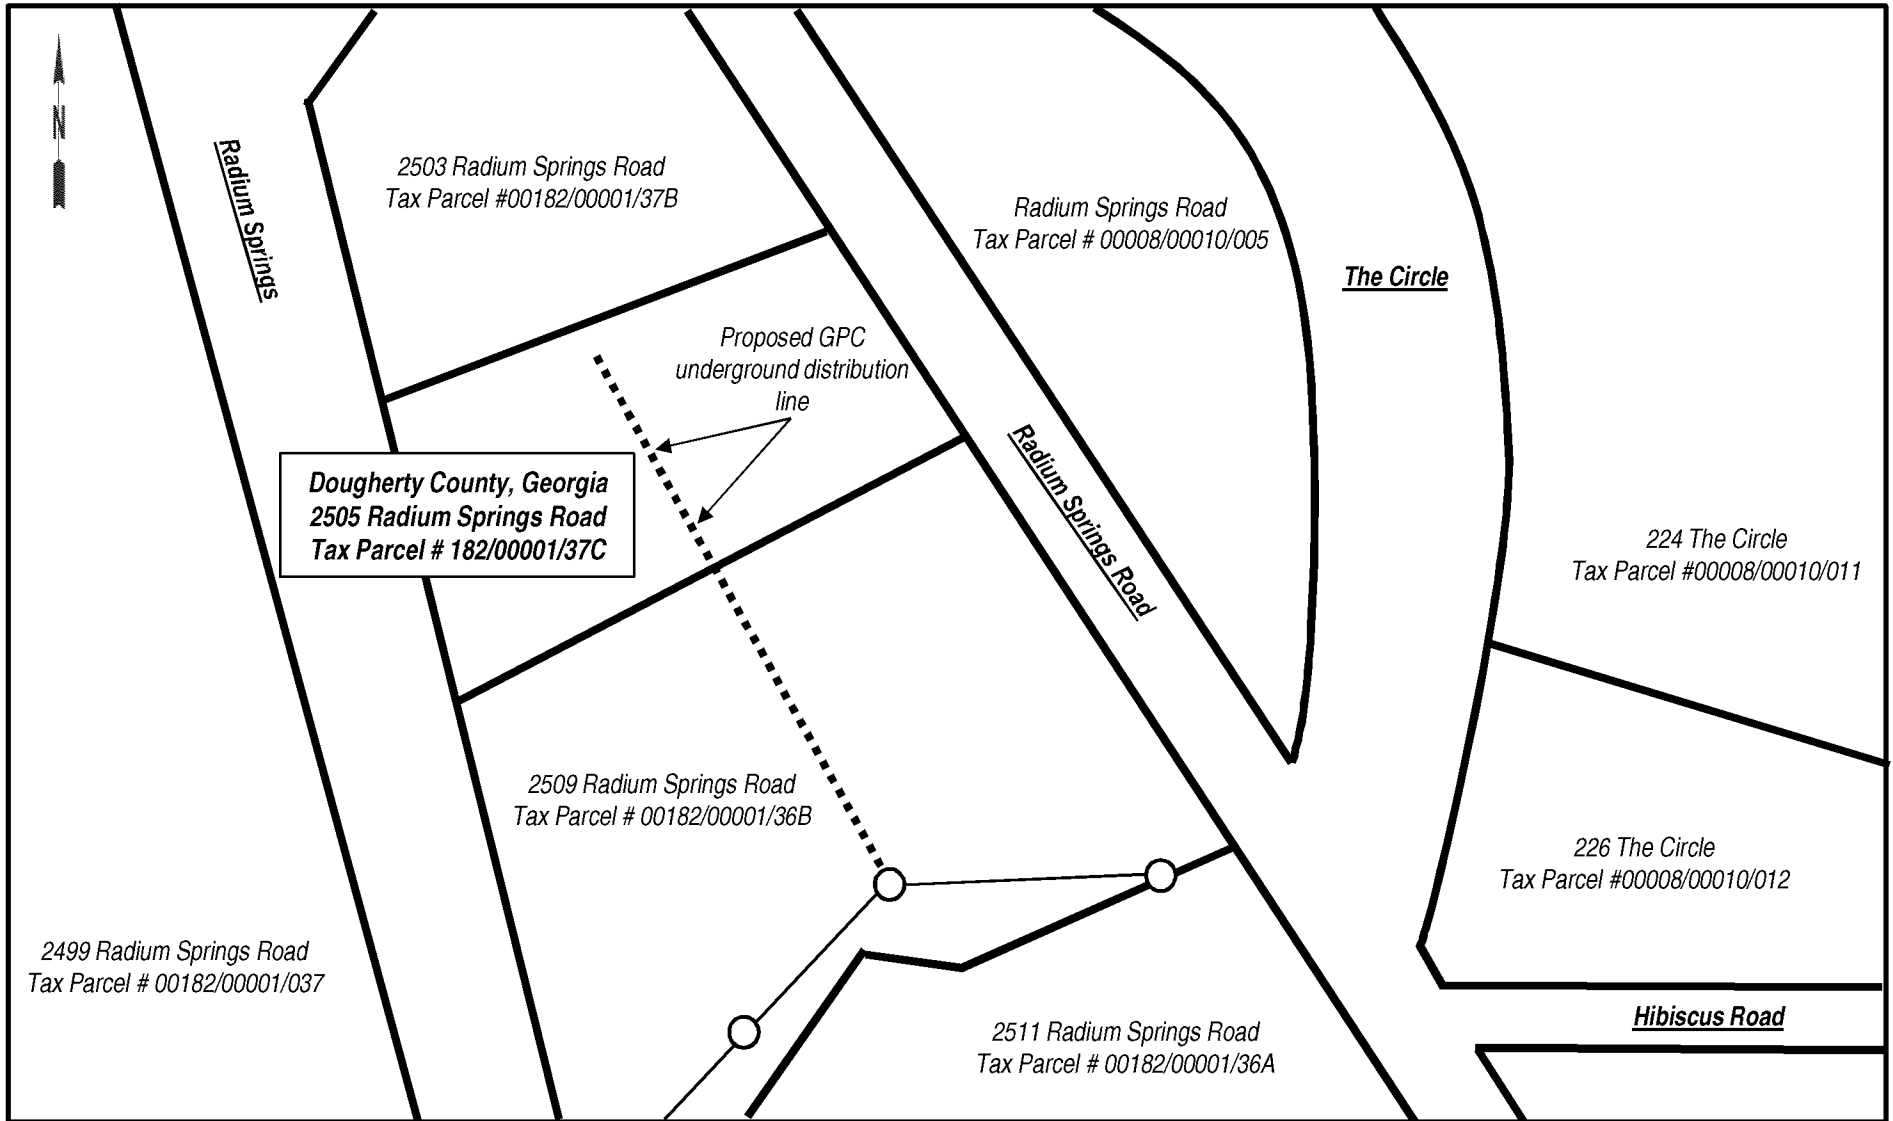 N
Radium Springs
2503 Radium Springs Road
Tax Parcel #00182/00001/37B
Radium Springs Road
Tax Parcel # 00008/00010/005
The Circle
Proposed GPC
underground distribution
line
Dougherty County, Georgia
2505 Radium Springs Road
Tax Parcel # 182/00001/37C
Radium Springs Road
224 The Circle
Tax Parcel #00008/00010/011
2509 Radium Springs Road
Tax Parcel # 00182/00001/36B
226 The Circle
Tax Parcel #00008/00010/012
2499 Radium Springs Road
Tax Parcel # 00182/00001/037
2511 Radium Springs Road
Tax Parcel # 00182/00001/36A
Hibiscus Road